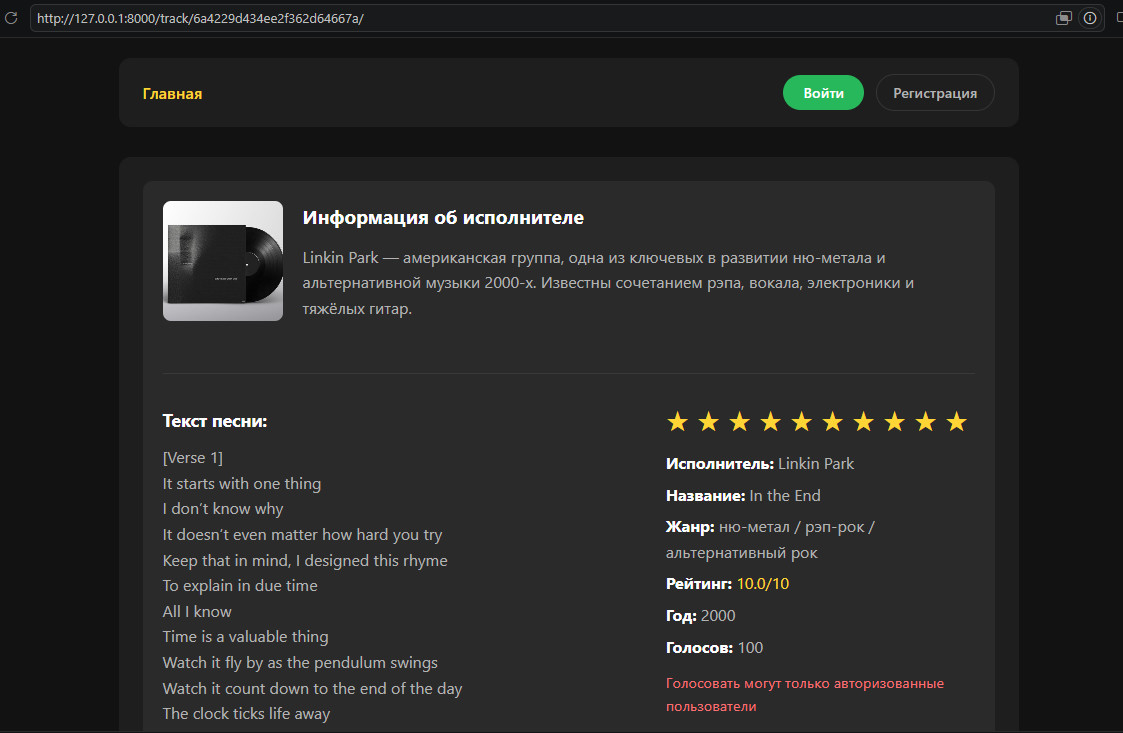 http://127.0.0.1:8000/track/6a4229d434ee2f362d64667a/
Главная
Войти
Регистрация
Информация об исполнителе
Linkin Park — американская группа, одна из ключевых в развитии ню-метала и
альтернативной музыки 2000-х. Известны сочетанием рэпа, вокала, электроники и
тяжёлых гитар.
Текст песни:
[Verse 1]
It starts with one thing
I don’t know why
It doesn’t even matter how hard you try
Keep that in mind, I designed this rhyme
To explain in due time
All I know
Time is a valuable thing
Watch it fly by as the pendulum swings
Watch it count down to the end of the day
The clock ticks life away
Исполнитель: Linkin Park
Название: In the End
Жанр: ню-метал / рэп-рок /
альтернативный рок
Рейтинг: 10.0/10
Год: 2000
Голосов: 100
Голосовать могут только авторизованные
пользователи